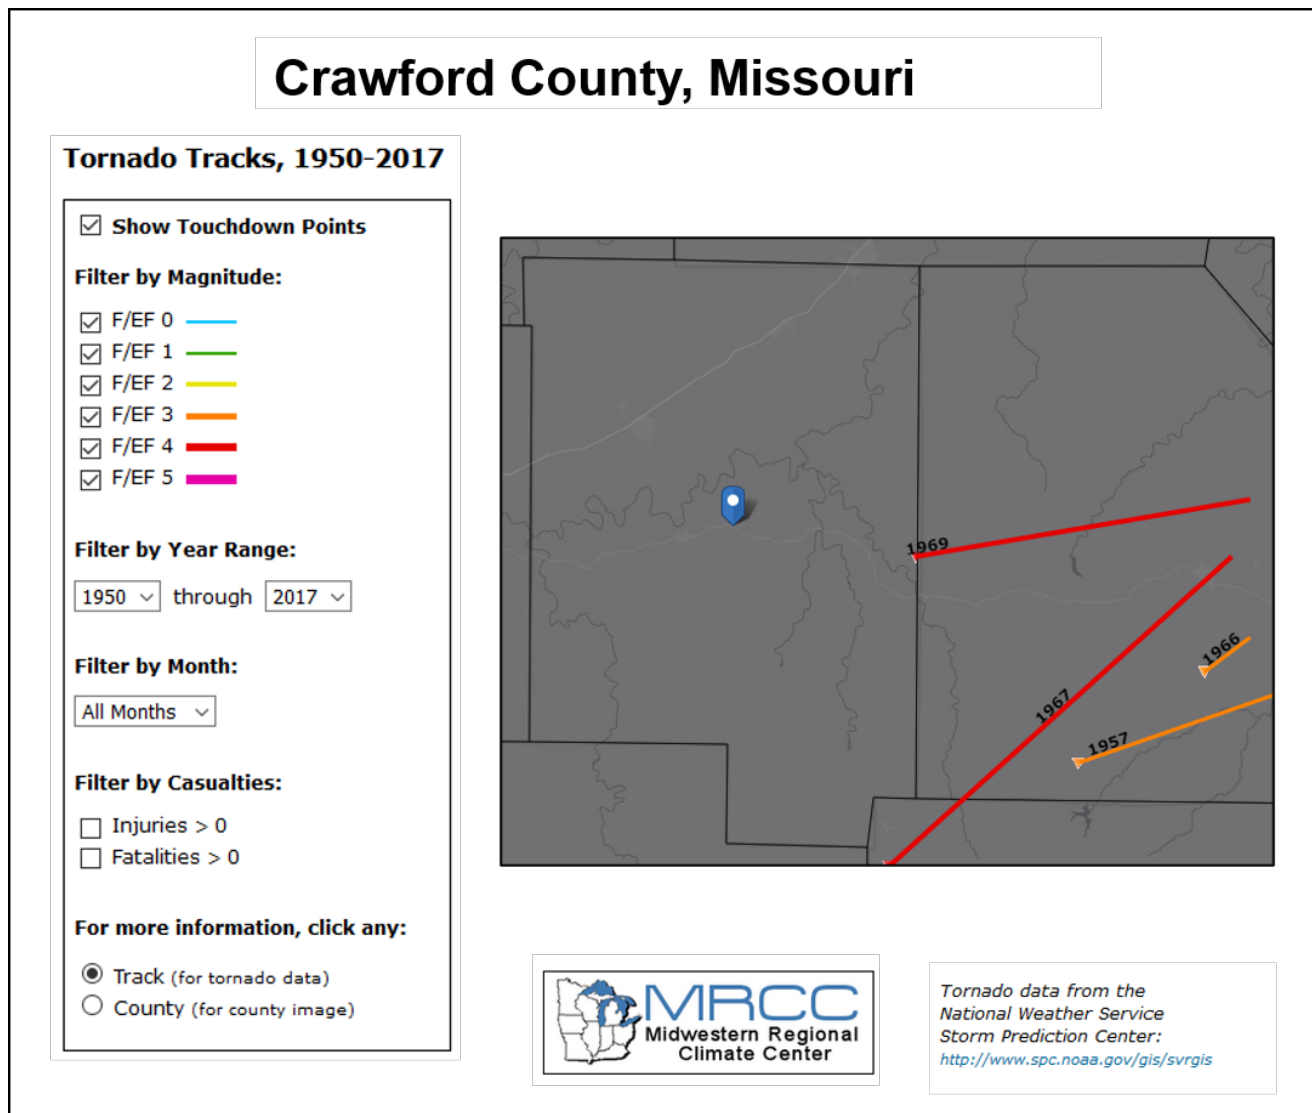 Crawford County, Missouri
Tornado Tracks, 1950-2017
Show Touchdown Points
Filter by Magnitude:
F/EF 0
F/EF 1
F/EF 2
F/EF 3
F/EF 4
F/EF 5
Filter by Year Range:
1950 through 2017
Filter by Month:
All Months
Filter by Casualties:
Injuries > 0
Fatalities > 0
For more information, click any:
Track (for tornado data)
County (for county image)
1969
1966
1967
1957
MRCC
Midwestern Regional
Climate Center
Tornado data from the
National Weather Service
Storm Prediction Center:
http://www.spc.noaa.gov/gis/svrgis